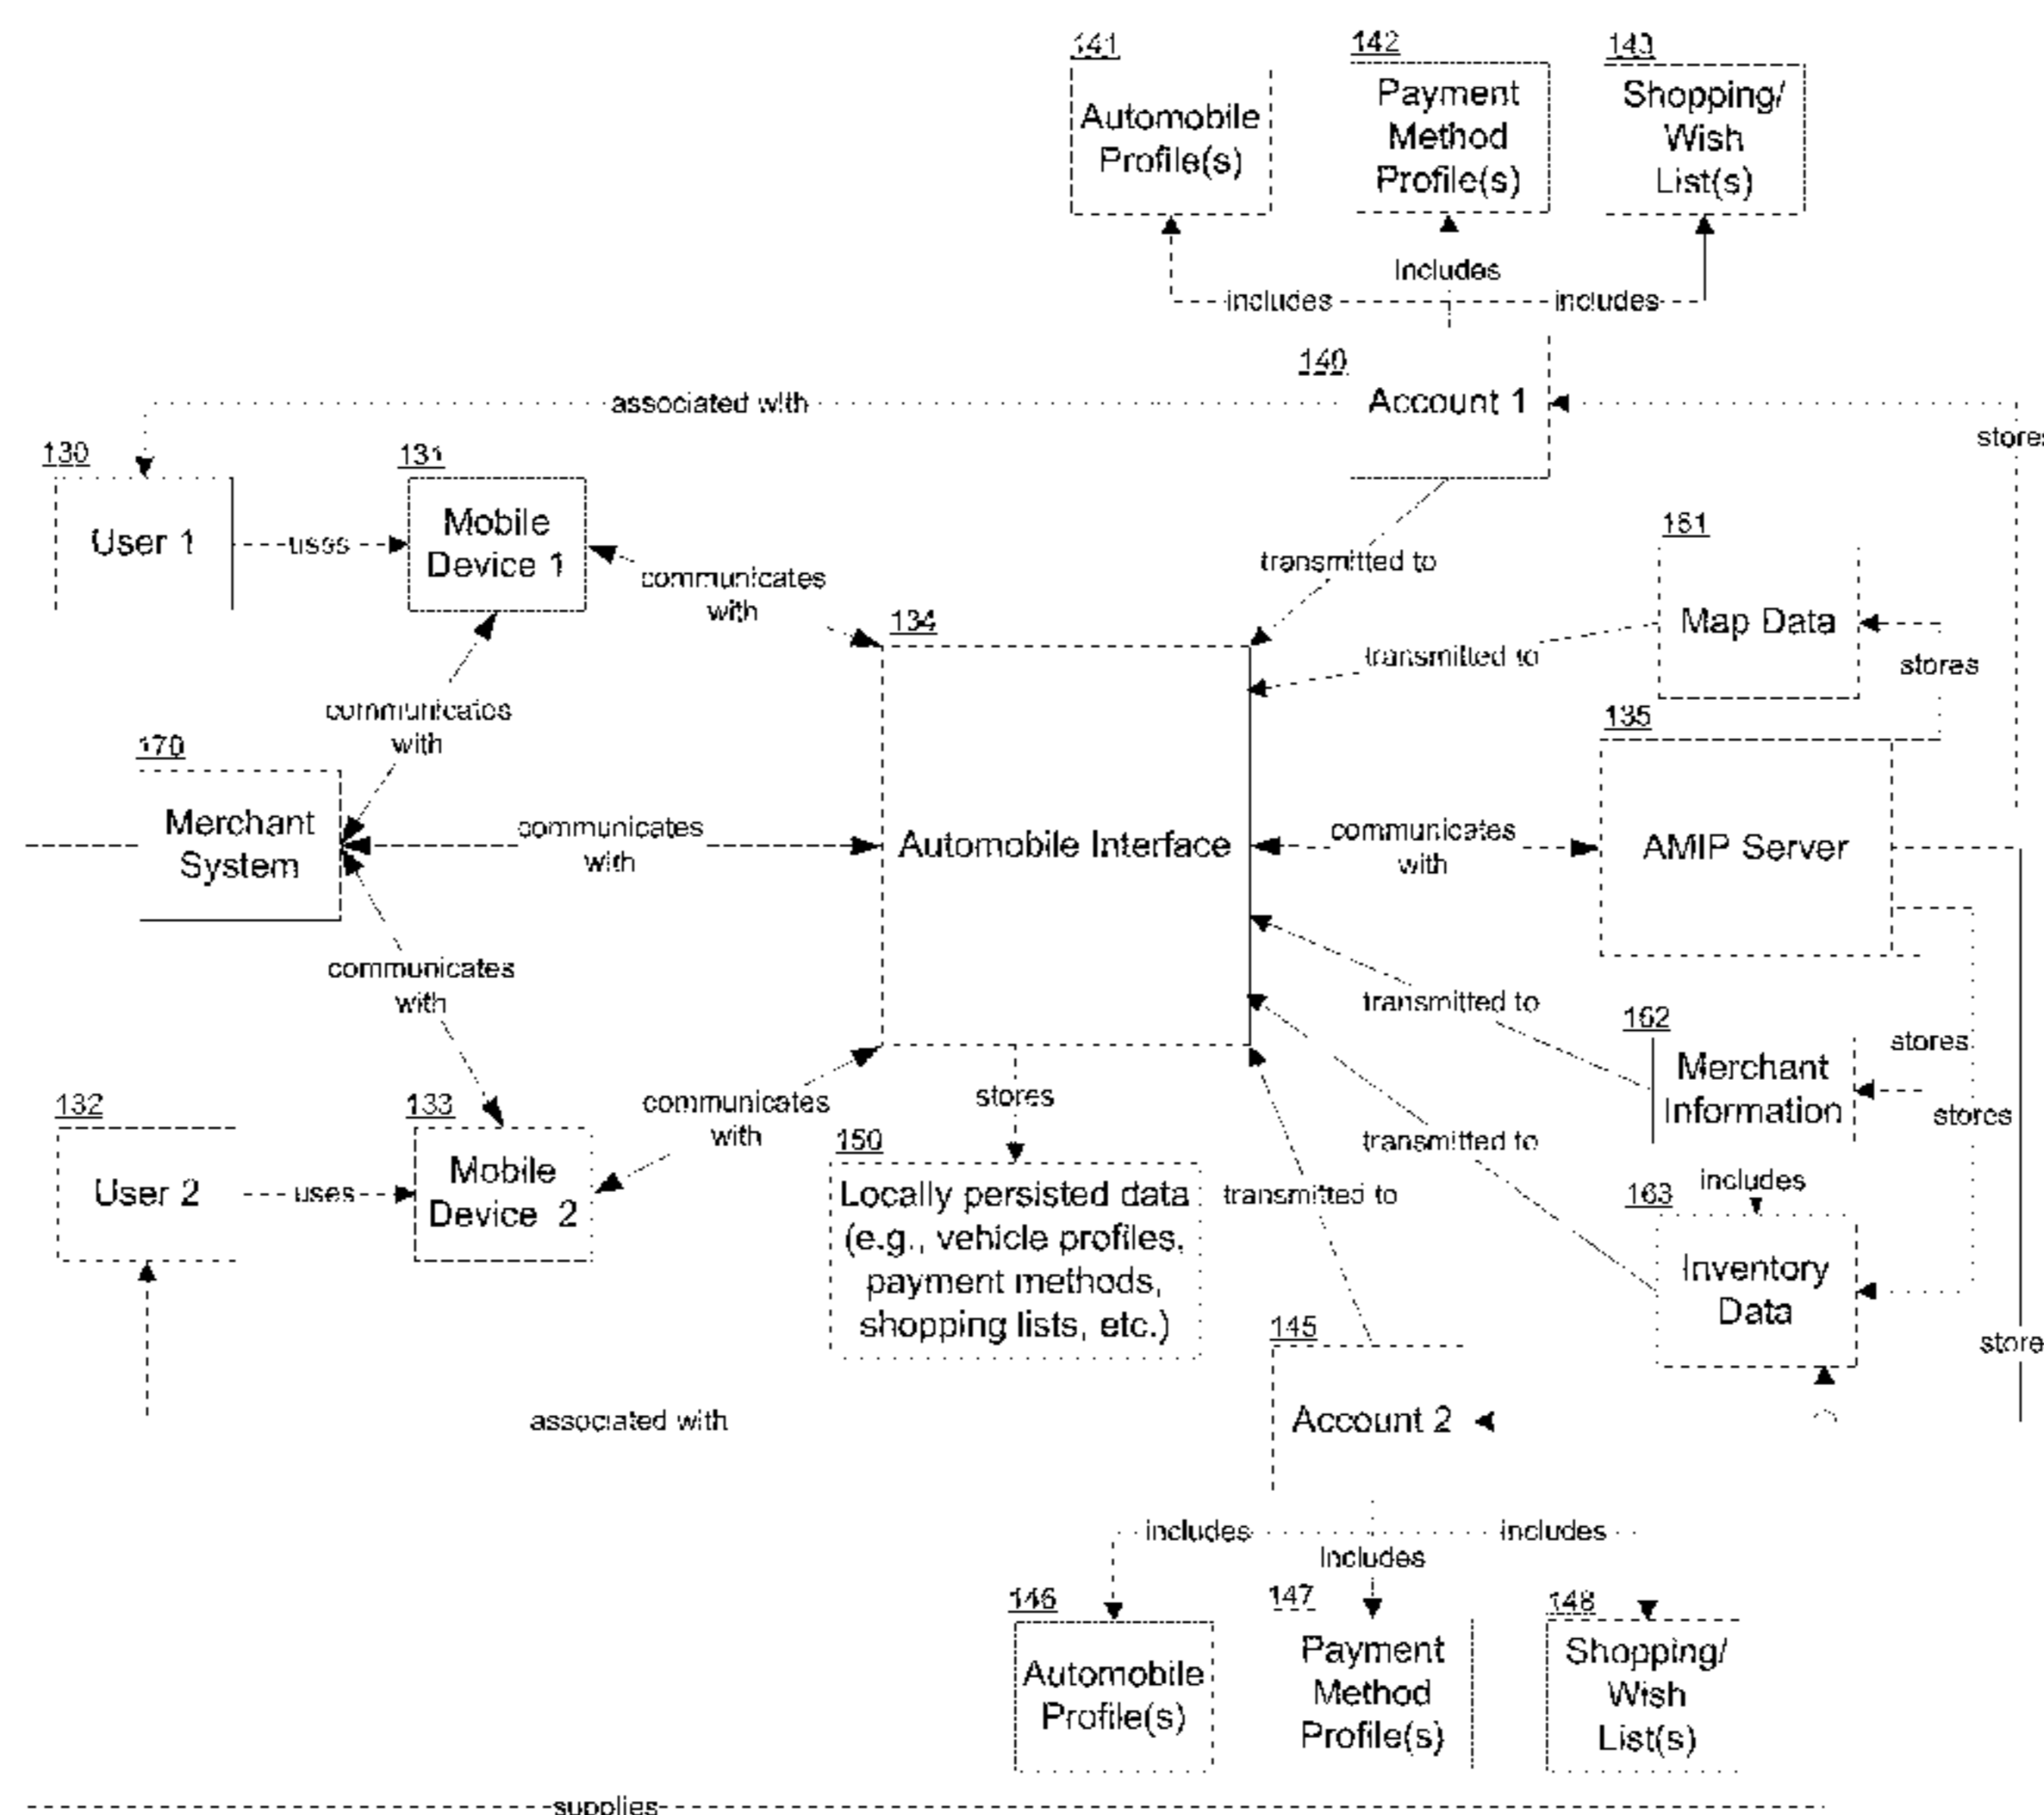 141
Automobile
Profile(s)
142
Payment
Method
Profile(s)
143
Shopping/
Wish
List(s)
includes
Includes
includes
140
Account 1
associated with
stores
130
User 1
uses
131
Mobile
Device 1
communicates
with
transmitted to
161
Map Data
stores
transmitted to
134
Automobile Interface
communicates
with
170
Merchant
System
communicates
with
communicates
with
135
AMIP Server
communicates
with
transmitted to
162
Merchant
Information
stores
stores
132
User 2
uses
133
Mobile
Device 2
communicates
with
stores
150
Locally persisted data
(e.g., vehicle profiles,
payment methods,
shopping lists, etc.)
transmitted to
transmitted to
includes
163
Inventory
Data
store
145
Account 2
associated with
includes
Includes
includes
146
Automobile
Profile(s)
147
Payment
Method
Profile(s)
148
Shopping/
Wish
List(s)
supplies